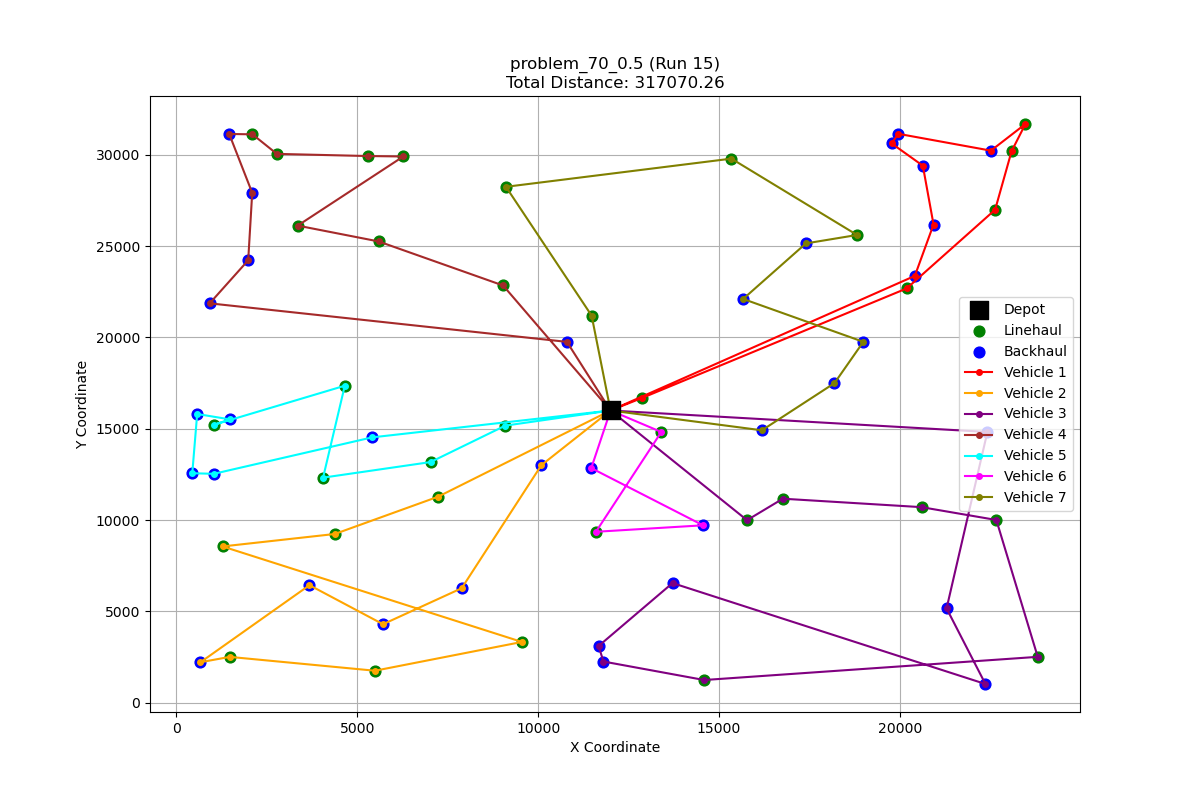 problem_70_0.5 (Run 15)
Total Distance: 317070.26
Y Coordinate
30000
25000
20000
15000
10000
5000
0
Depot
Linehaul
Backhaul
Vehicle 1
Vehicle 2
Vehicle 3
Vehicle 4
Vehicle 5
Vehicle 6
Vehicle 7
0
5000
10000
15000
20000
X Coordinate